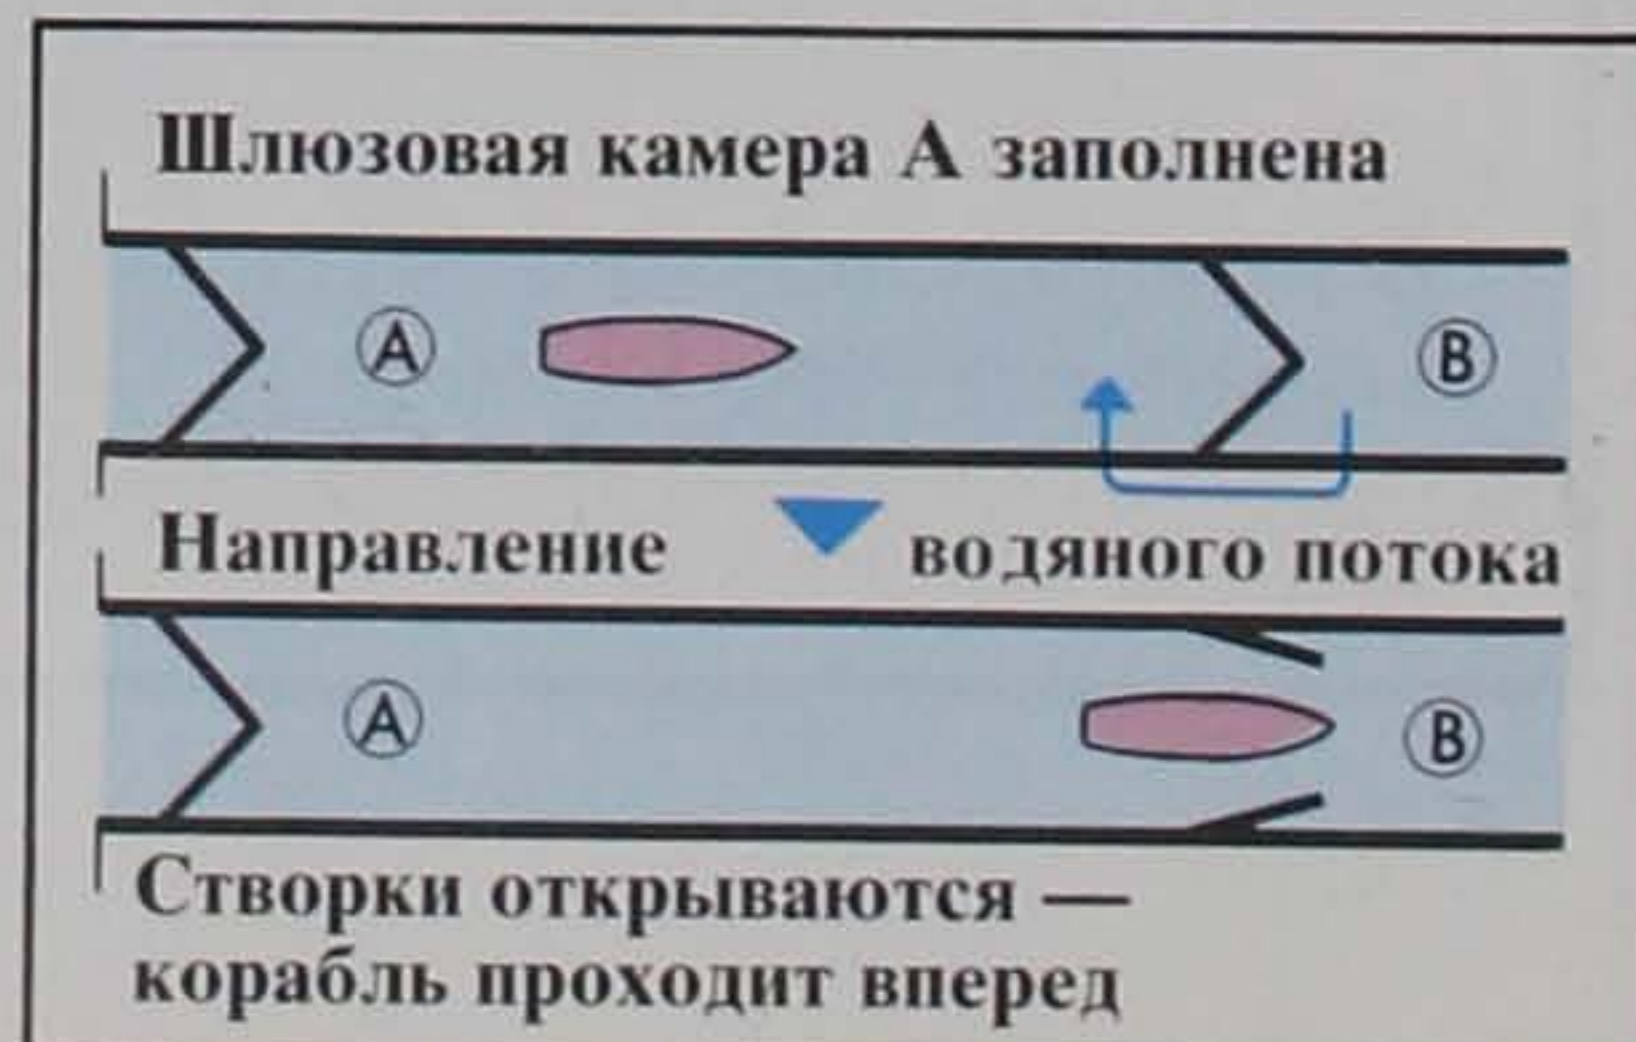 Шлюзовая камера А заполнена
А В
Направление водяного потока
А В
Створки открываются —
корабль проходит вперед